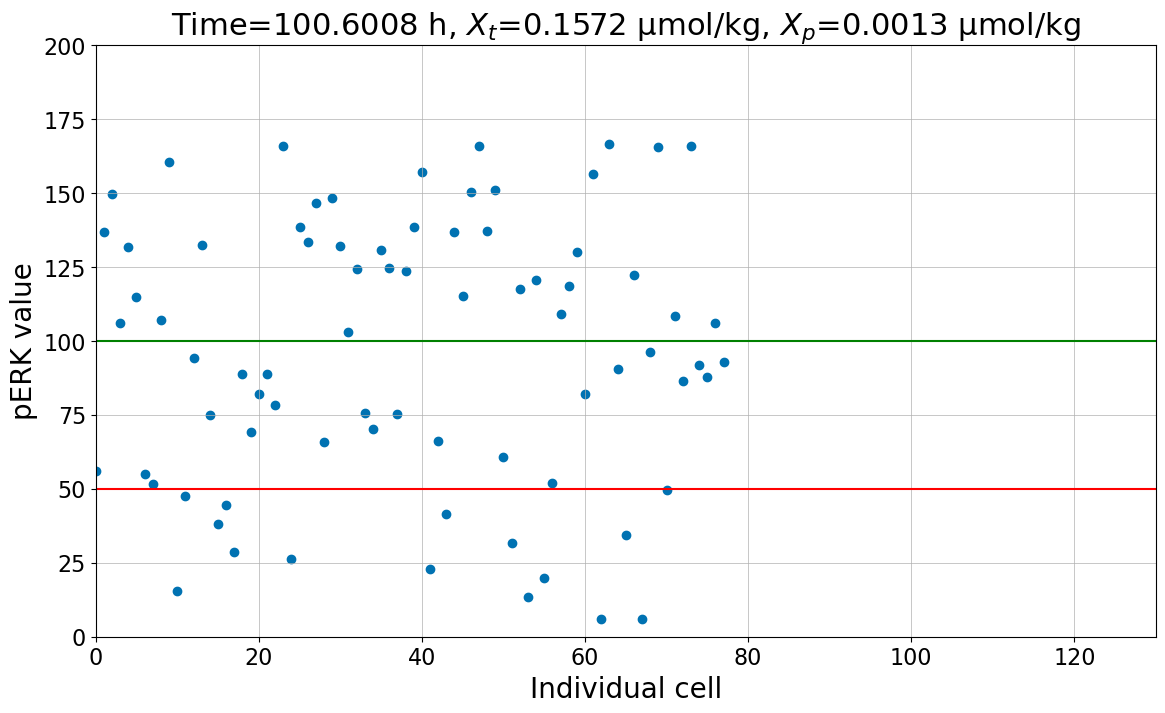 Time=100.6008 h, $X_t$=0.1572 μmol/kg, $X_p$=0.0013 μmol/kg
200
175
150
125
100
75
50
25
0
pERK value
0 20 40 60 80 100 120
Individual cell